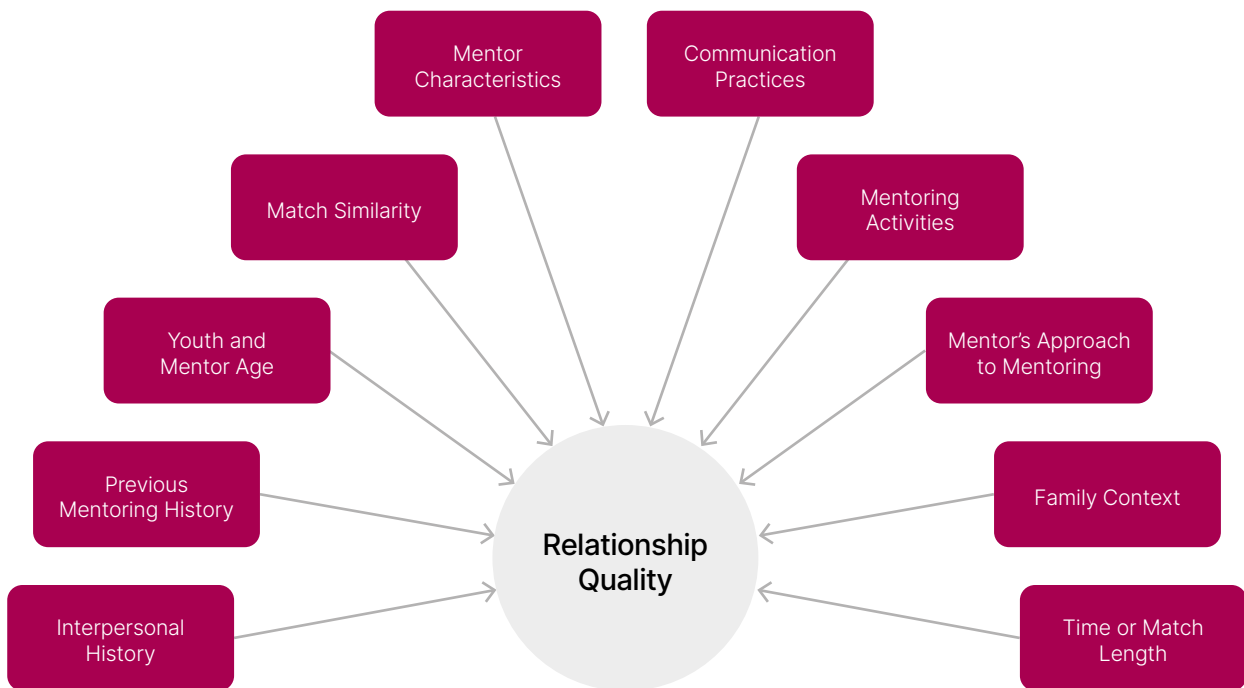 Mentor
Characteristics
Communication
Practices
Match Similarity
Mentoring
Activities
Youth and
Mentor Age
Mentor’s Approach
to Mentoring
Previous
Mentoring History
Family Context
Relationship
Quality
Interpersonal
History
Time or Match
Length